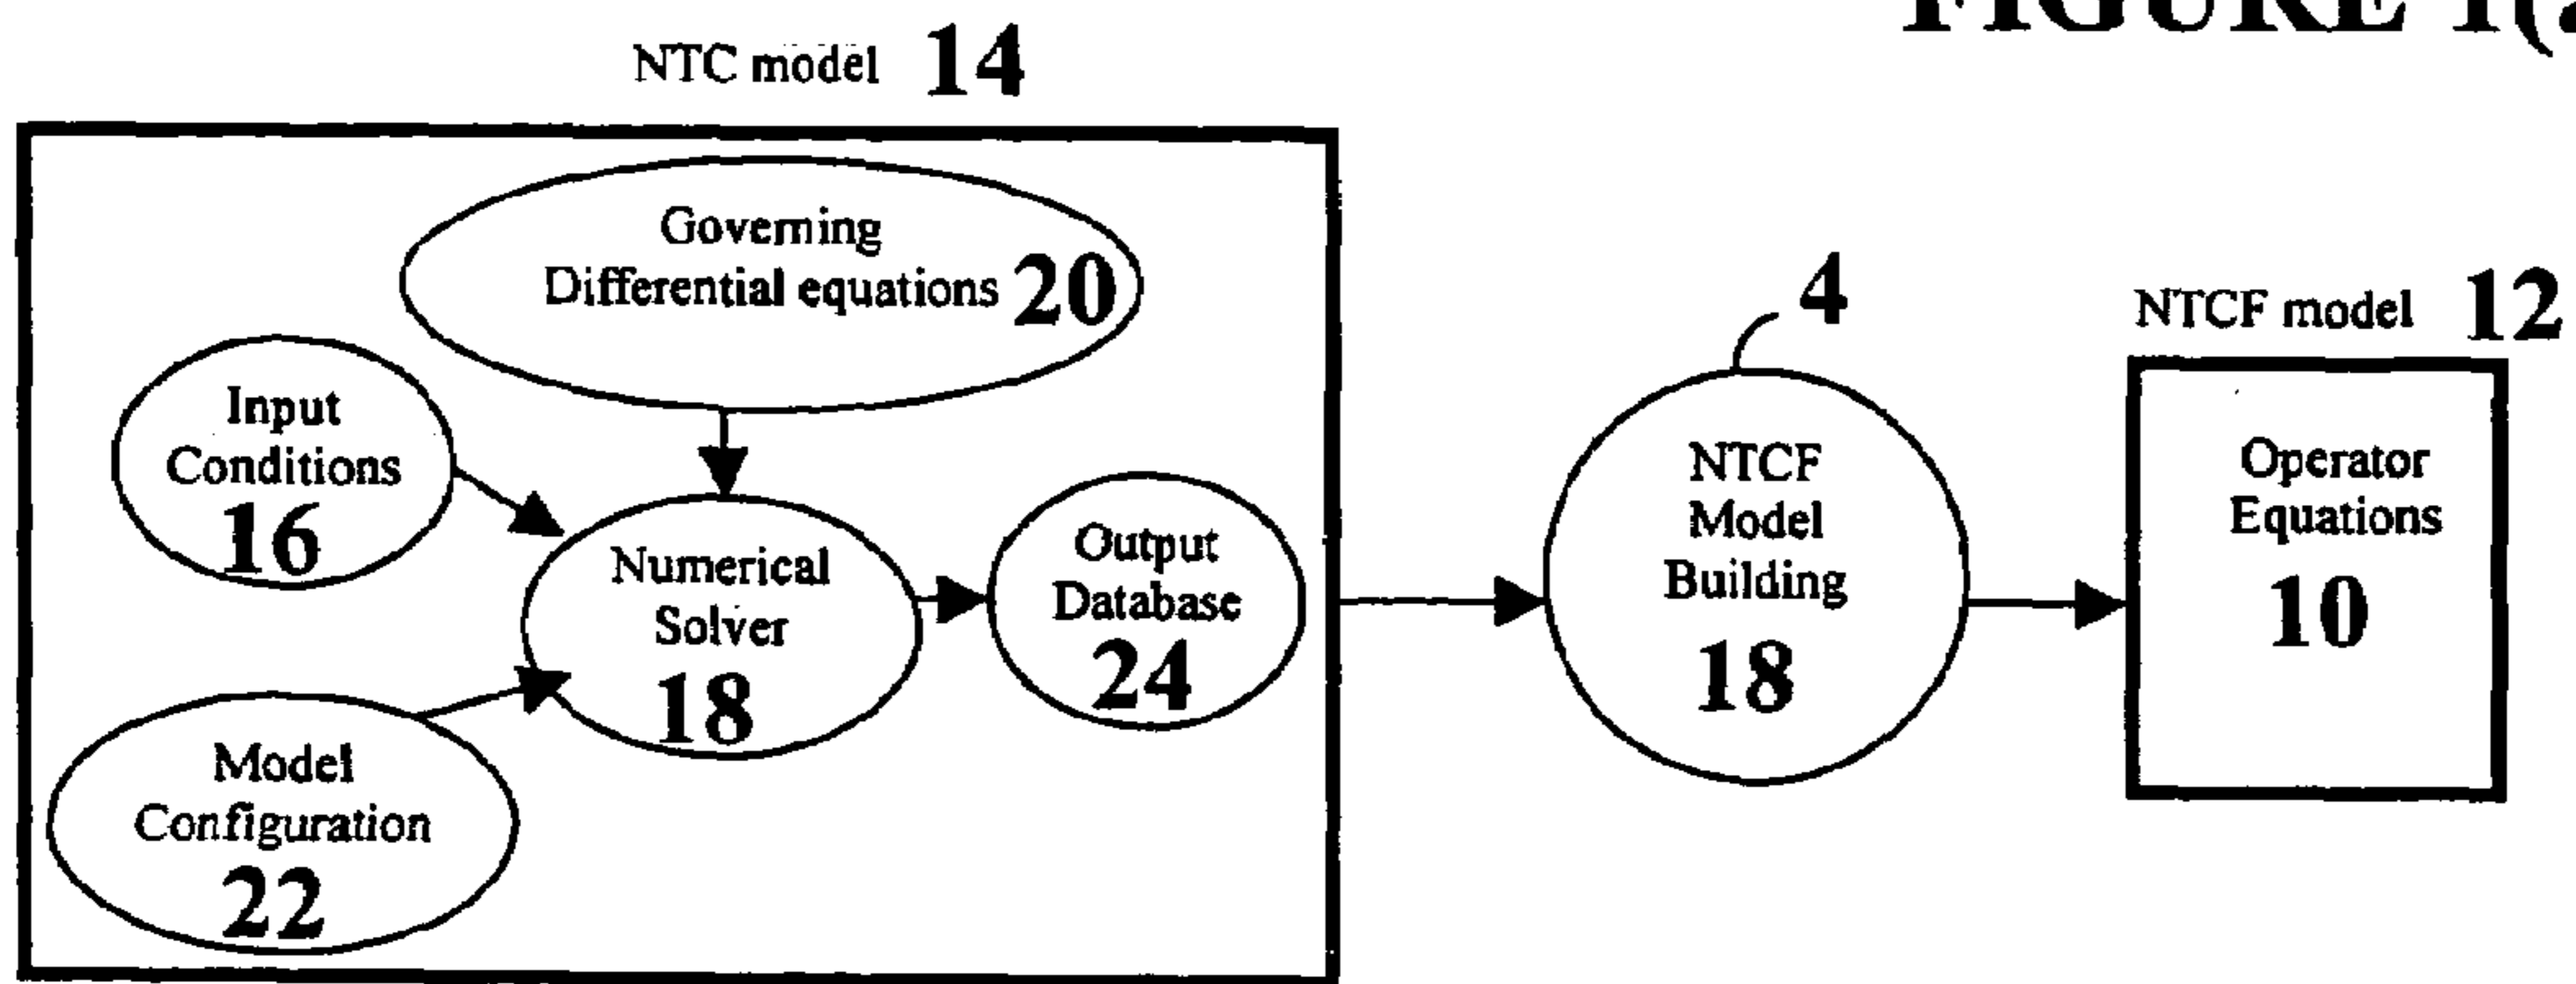 FIGURE 1(
NTC model 14
Governing
Differential equations 20
Input
Conditions
16
Numerical
Solver
18
Output
Database
24
Model
Configuration
22
4
NTCF
Model
Building
18
NTCF model 12
Operator
Equations
10